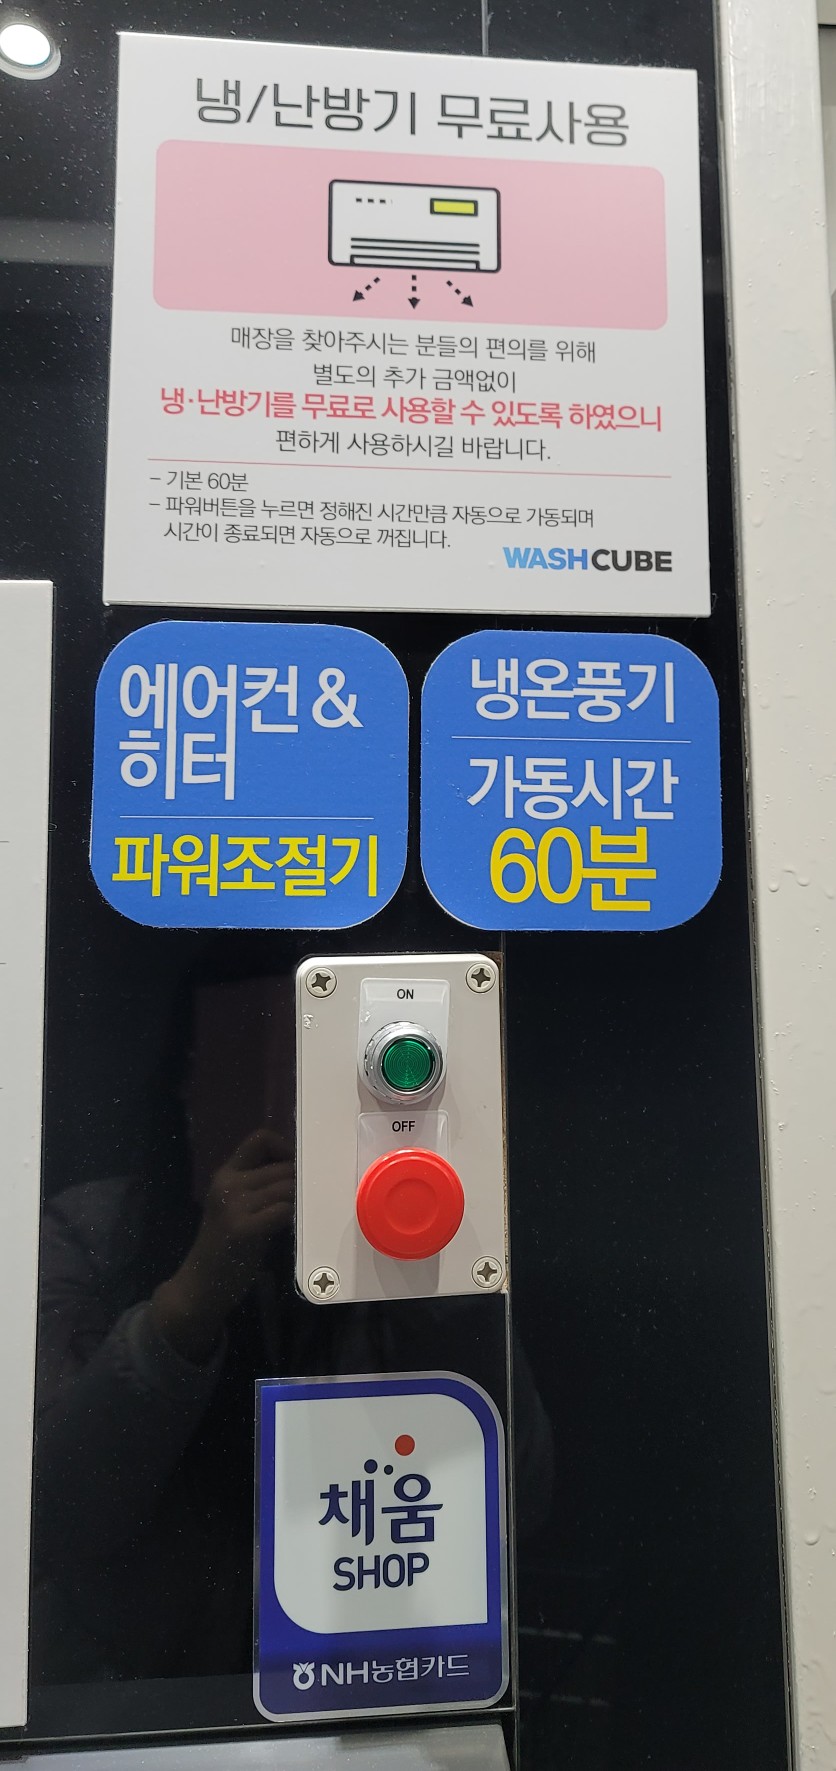 냉/난방기 무료사용
매장을 찾아주시는 분들의 편의를 위해
별도의 추가 금액없이
냉·난방기를 무료로 사용할 수 있도록 하였으니
편하게 사용하시길 바랍니다.
- 기본 60분
- 파워버튼을 누르면 정해진 시간만큼 자동으로 가동되며
시간이 종료되면 자동으로 꺼집니다.
WASHCUBE
에어컨 &
히터
파워조절기
냉온풍기
가동시간
60분
ON
OFF
채움
SHOP
NH농협카드